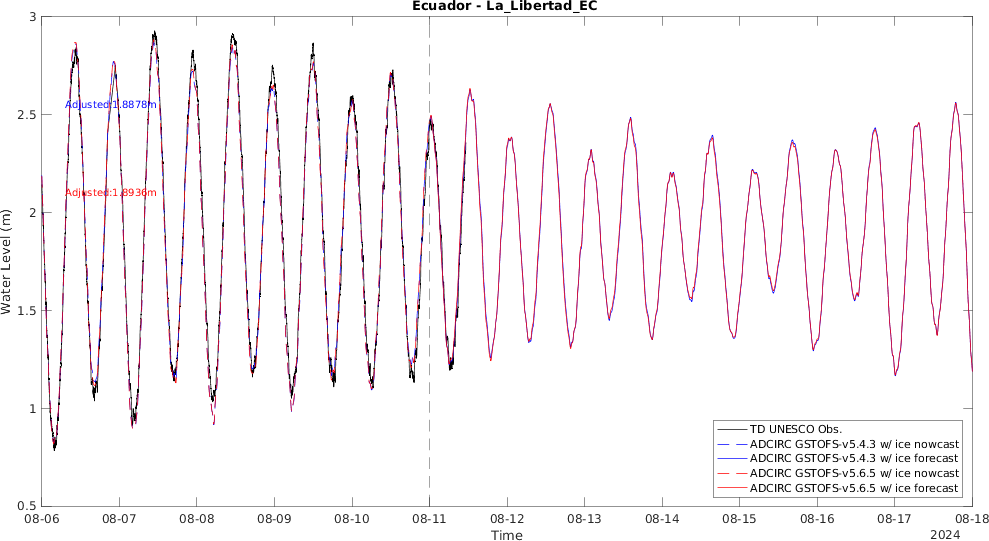 Ecuador - La_Libertad_EC
3
2.5
2
1.5
1
0.5
Water Level (m)
Adjusted:1.8878m
Adjusted:1.8936m
TD UNESCO Obs.
ADCIRC GSTOFS-v5.4.3 w/ ice nowcast
ADCIRC GSTOFS-v5.4.3 w/ ice forecast
ADCIRC GSTOFS-v5.6.5 w/ ice nowcast
ADCIRC GSTOFS-v5.6.5 w/ ice forecast
08-06 08-07 08-08 08-09 08-10 08-11 08-12 08-13 08-14 08-15 08-16 08-17 08-18
Time
2024